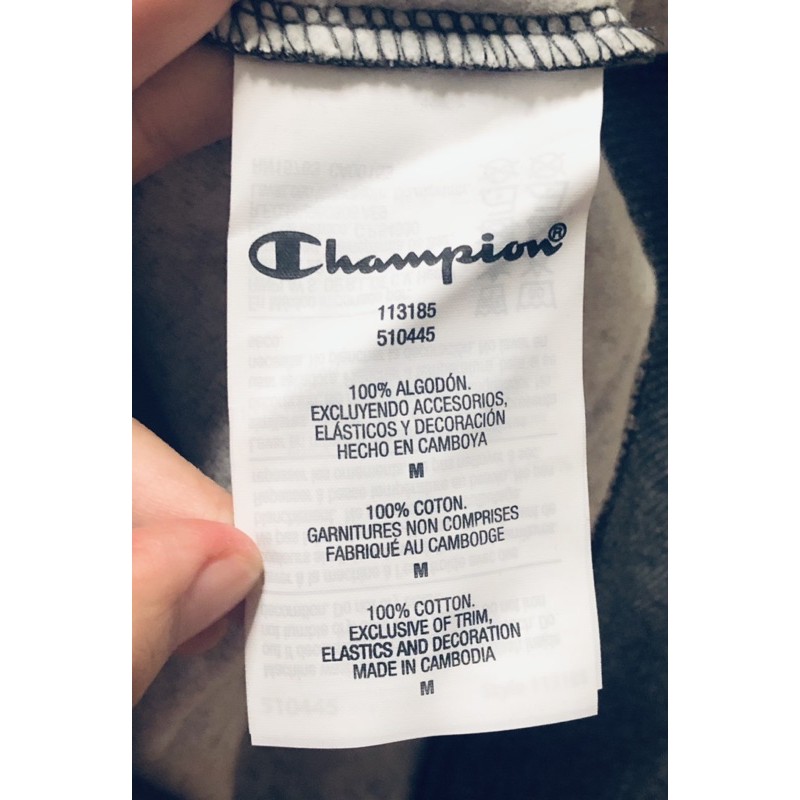 Champion®
113185
510445
100% ALGODÓN.
EXCLUYENDO ACCESORIOS,
ELÁSTICOS Y DECORACIÓN
HECHO EN CAMBOYA
M
100% COTON.
GARNITURES NON COMPRISES
FABRIQUÉ AU CAMBODGE
M
100% COTTON.
EXCLUSIVE OF TRIM,
ELASTICS AND DECORATION
MADE IN CAMBODIA
M